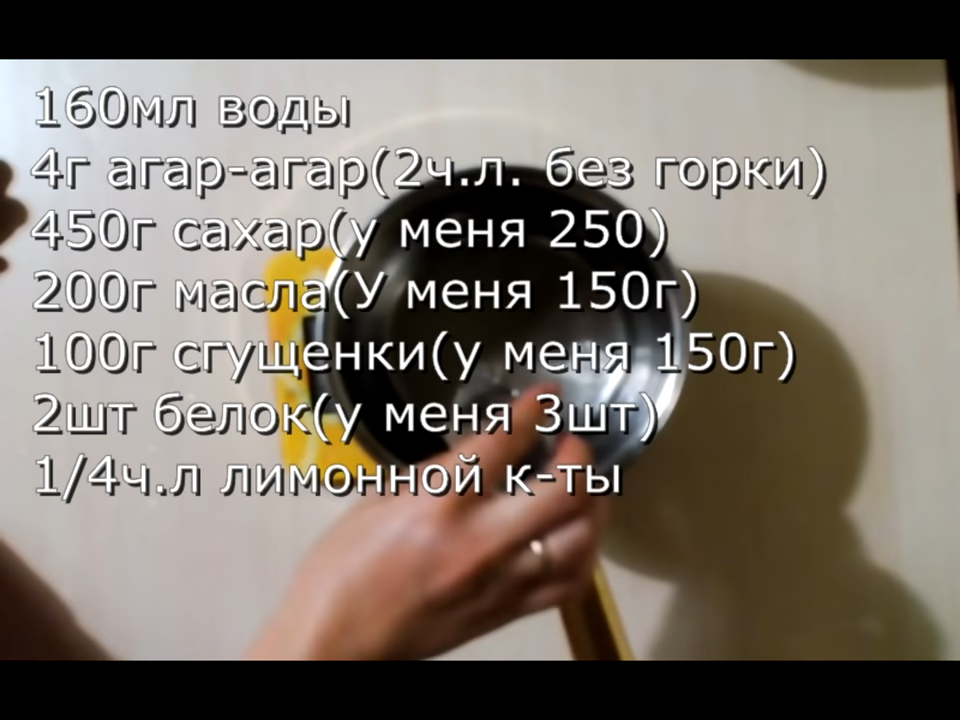 160мл воды
4г агар-агар(2ч.л. без горки)
450г сахар(у меня 250)
200г масла(У меня 150г)
100г сгущенки(у меня 150г)
2шт белок(у меня 3шт)
1/4ч.л лимонной к-ты